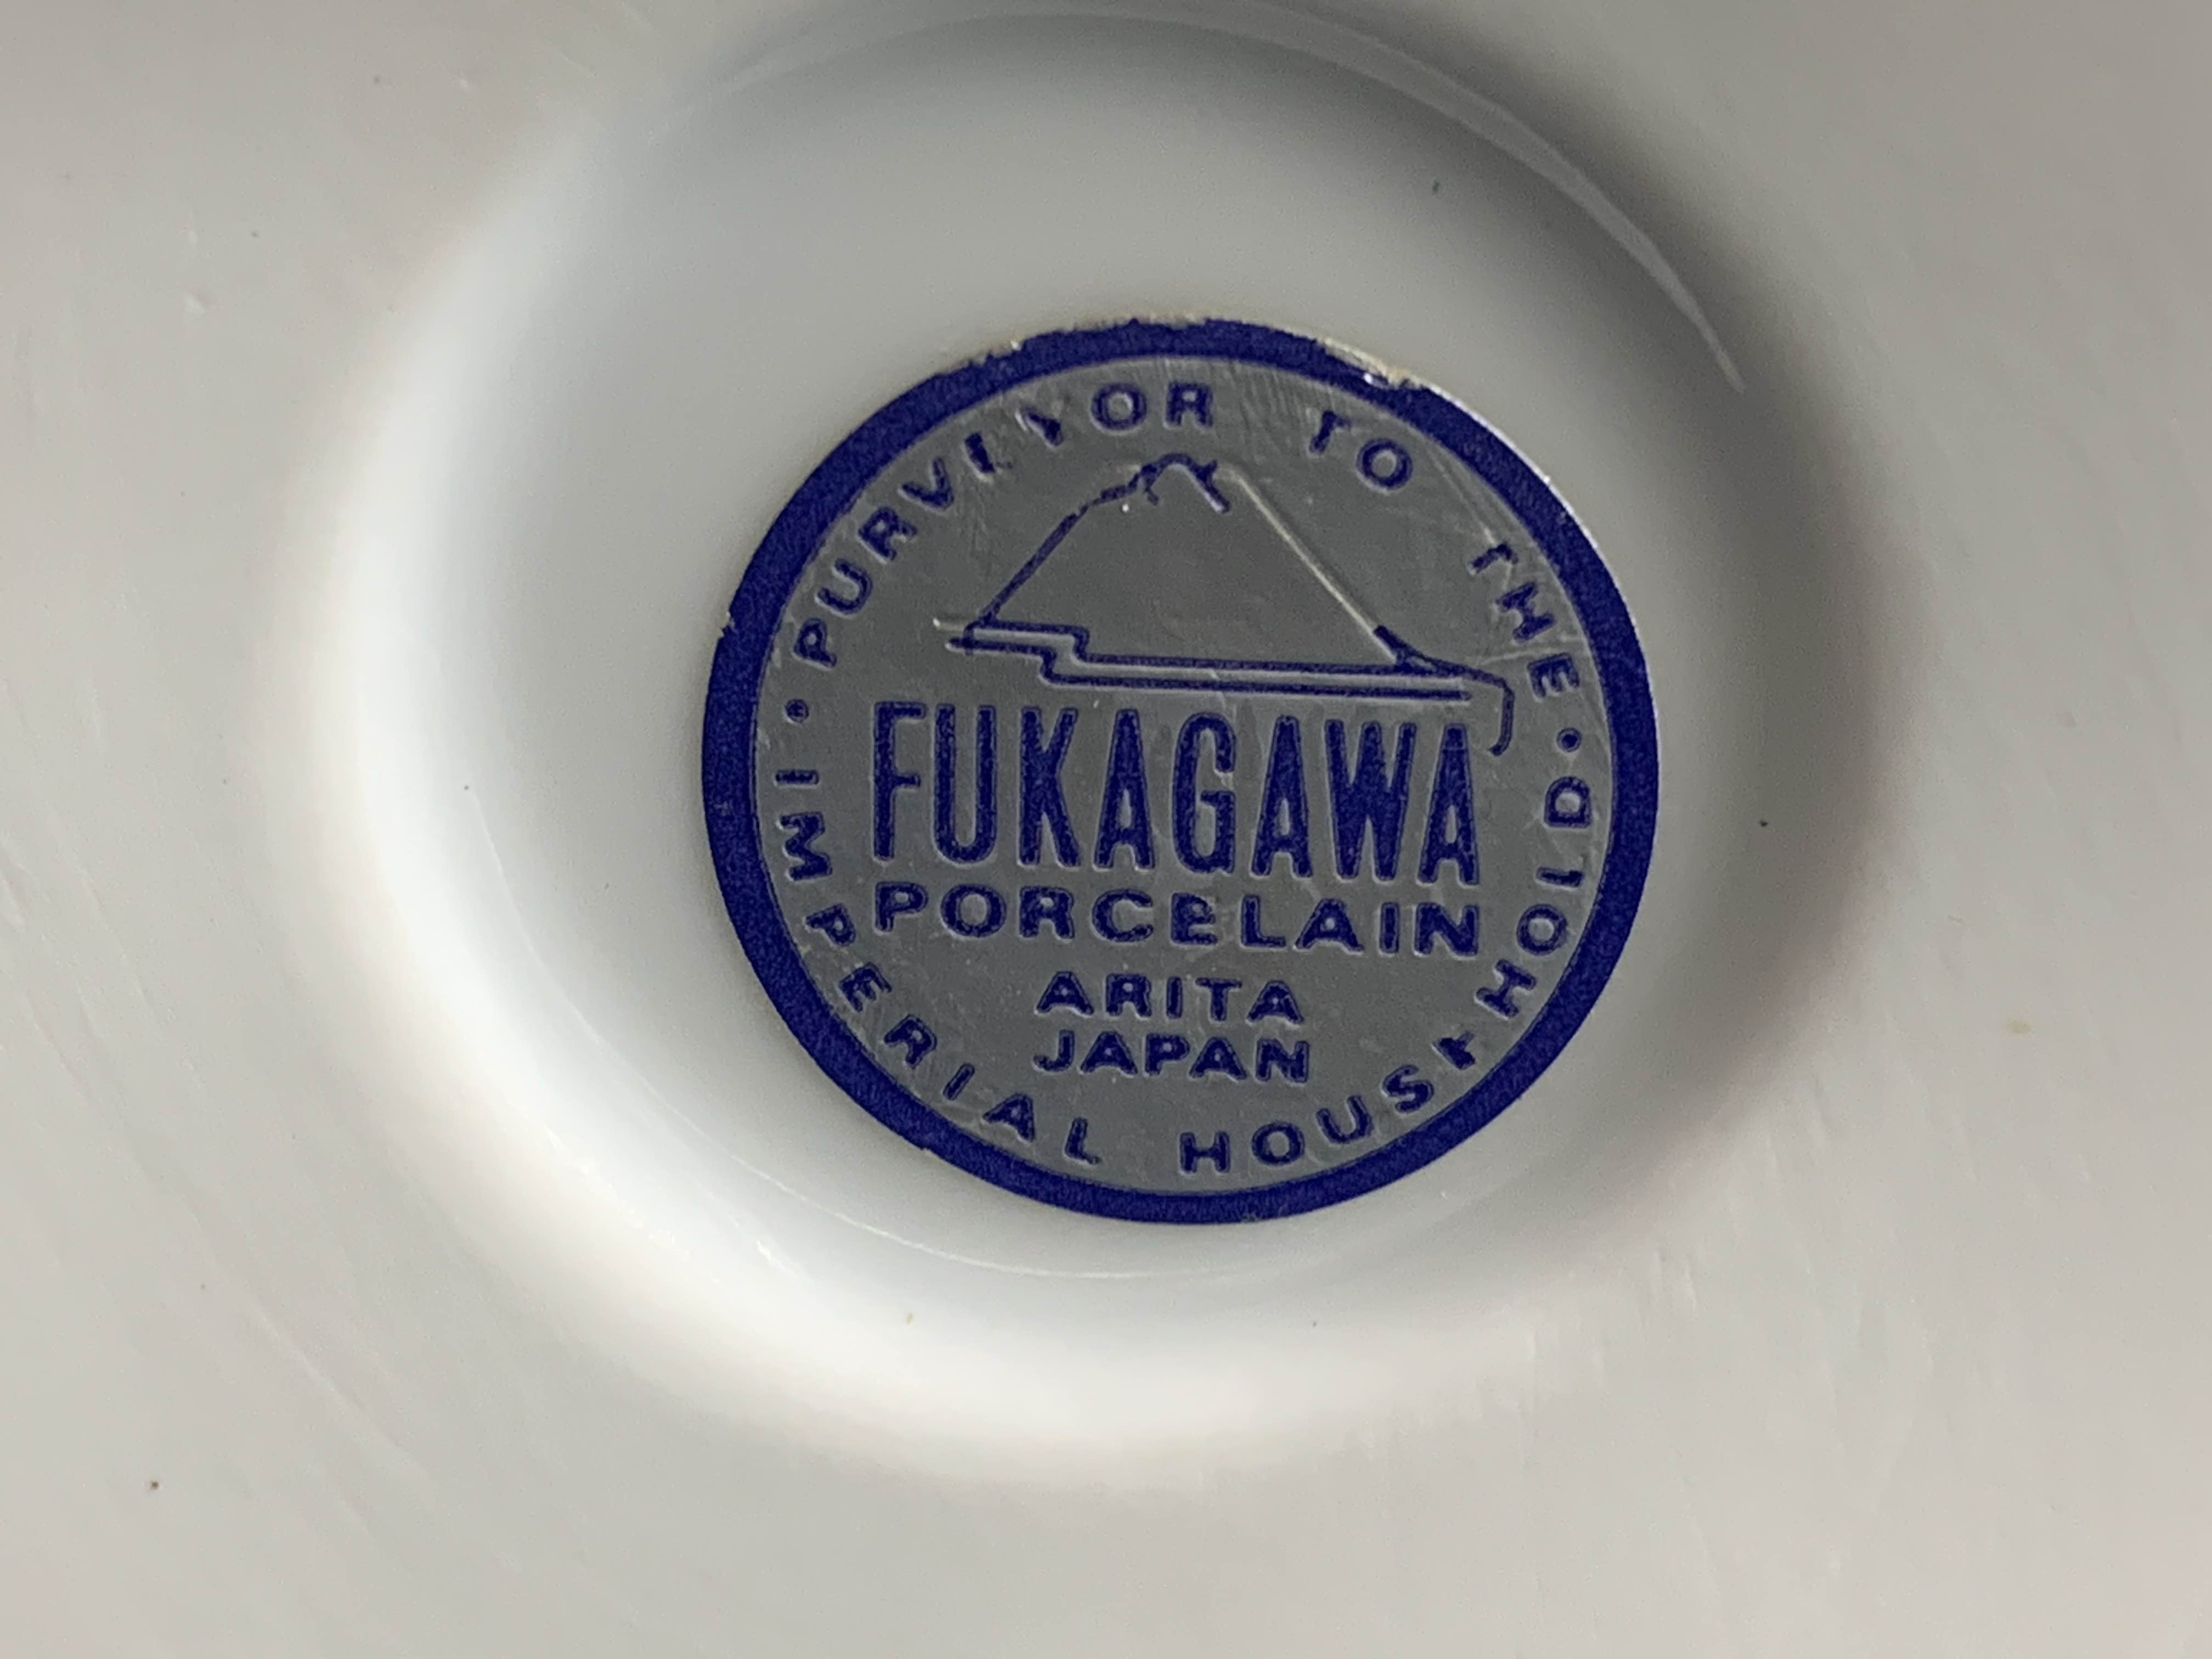 • PURVEYOR TO THE •
FUKAGAWA
PORCELAIN
ARITA
JAPAN
IMPERIAL HOUSEHOLD